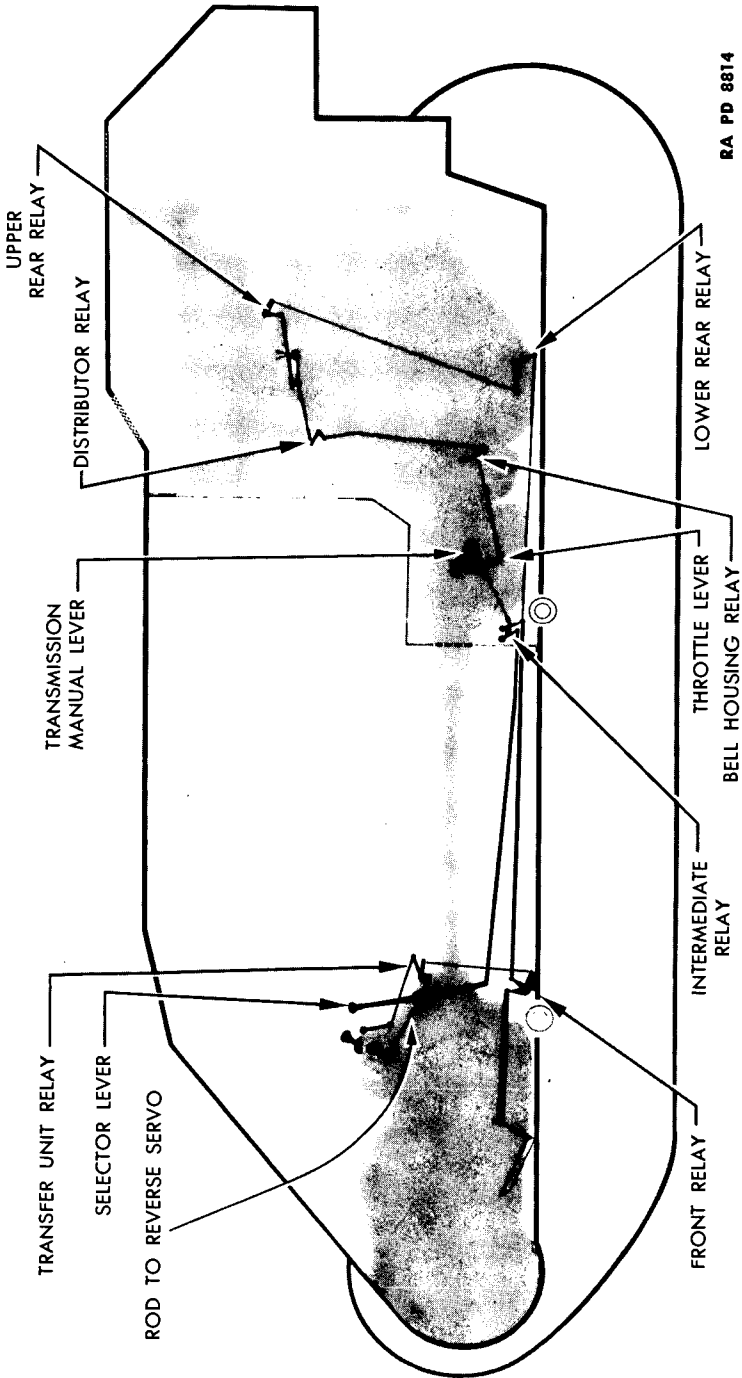 UPPER
REAR RELAY
DISTRIBUTOR RELAY
TRANSMISSION
MANUAL LEVER
TRANSFER UNIT RELAY
SELECTOR LEVER
ROD TO REVERSE SERVO
FRONT RELAY
INTERMEDIATE
RELAY
THROTTLE LEVER
BELL HOUSING RELAY
LOWER REAR RELAY
RA PD 8814